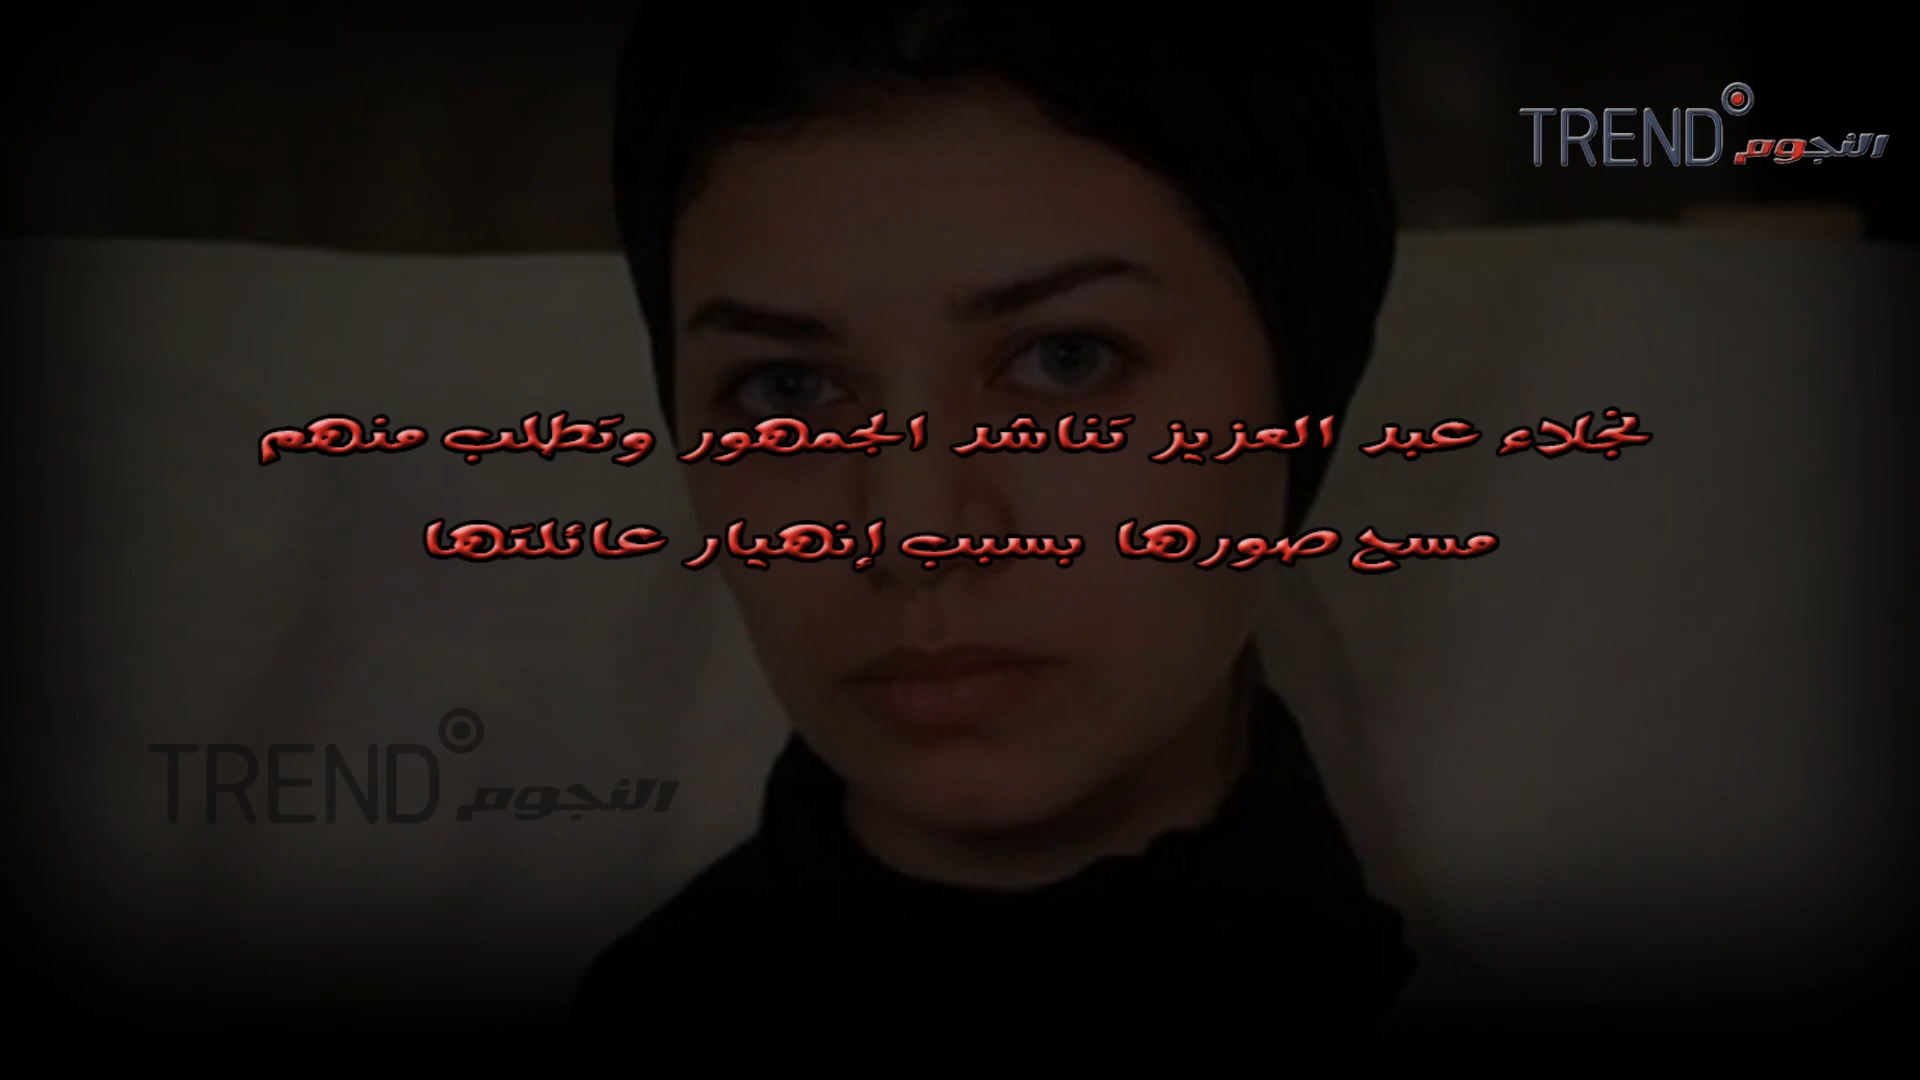 TREND النجوم
نجلاء عبد العزيز تناشد الجمهور وتطلب منهم
مسح صورها بسبب إنهيار عائلتها
TREND النجوم